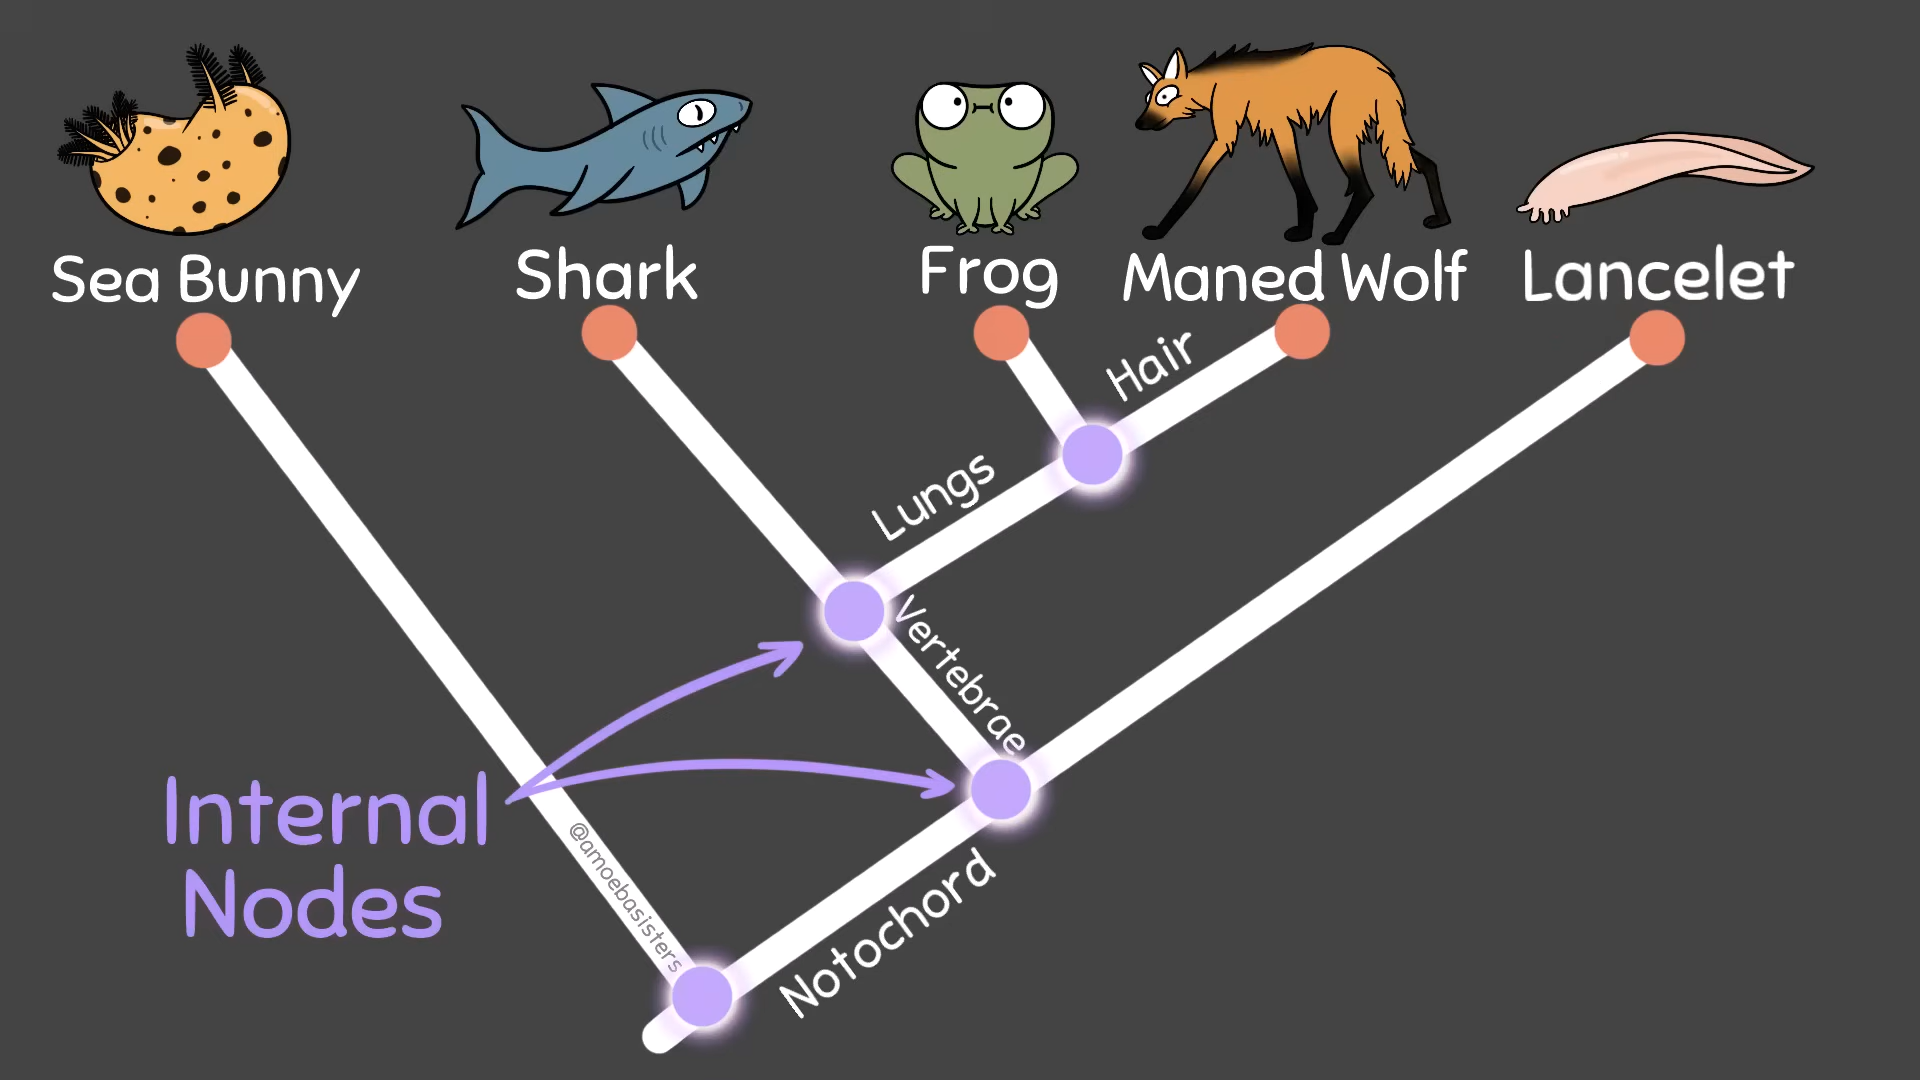 Sea Bunny
Shark
Frog
Maned Wolf
Lancelet
Hair
Lungs
Vertebrae
Internal
Nodes
@amoebasisters
Notochord